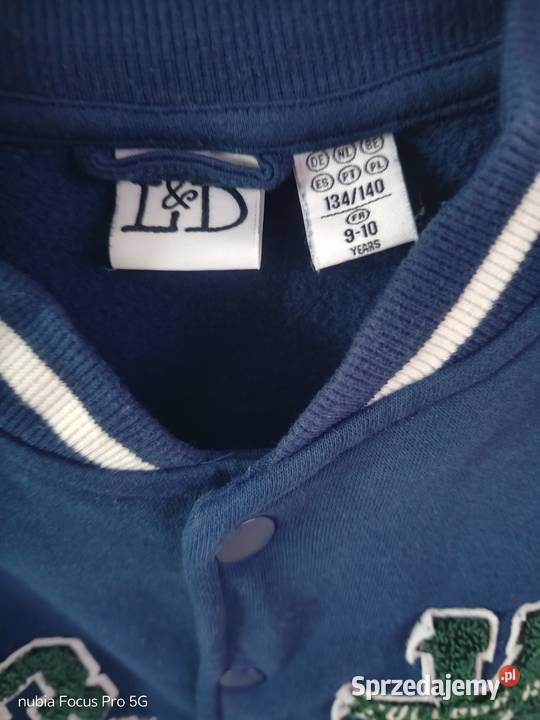 L&D
DE NL BE
ES PT PL
134/140
FR
9-10
YEARS
nubia Focus Pro 5G
Sprzedajemy.pl